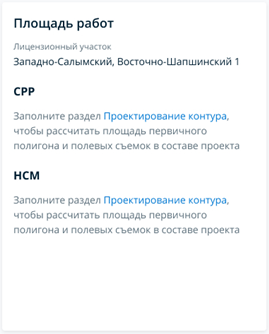 Площадь работ
Лицензионный участок
Западно-Салымский, Восточно-Шапшинский 1
СРР
Заполните раздел Проектирование контура,
чтобы рассчитать площадь первичного
полигона и полевых съемок в составе проекта
НСМ
Заполните раздел Проектирование контура,
чтобы рассчитать площадь первичного
полигона и полевых съемок в составе проекта